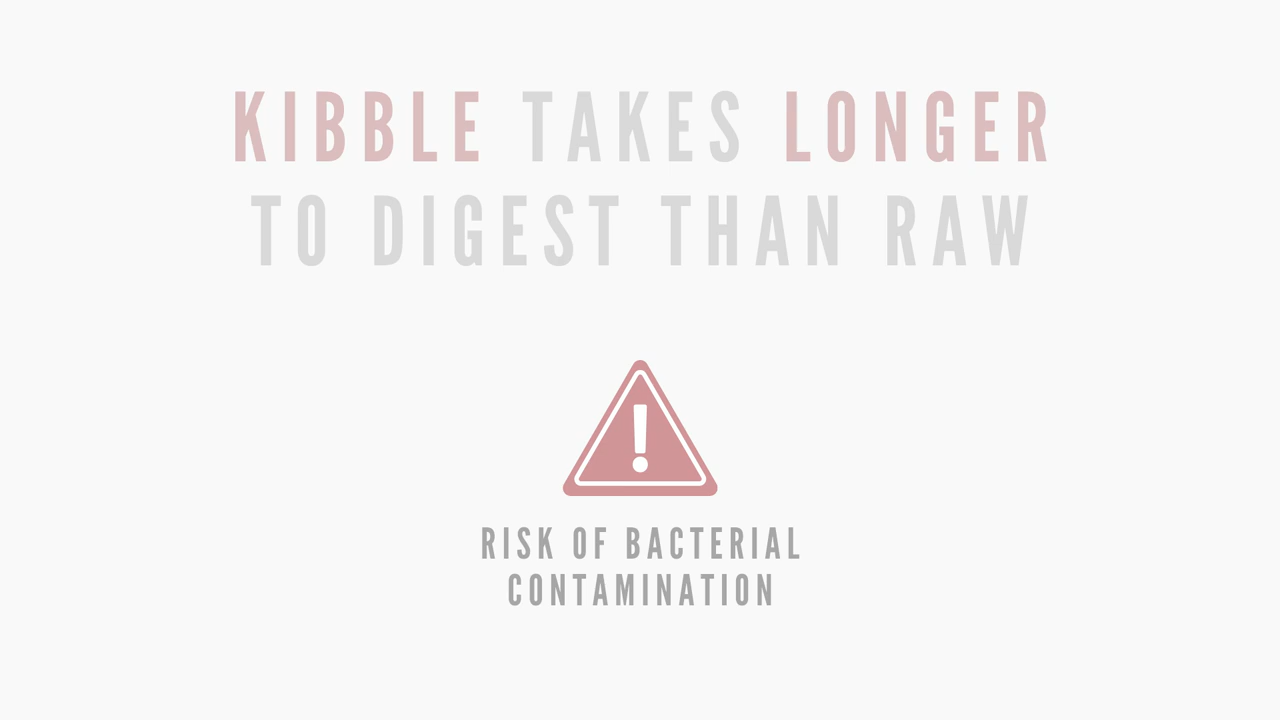 KIBBLE TAKES LONGER
TO DIGEST THAN RAW
!
RISK OF BACTERIAL
CONTAMINATION